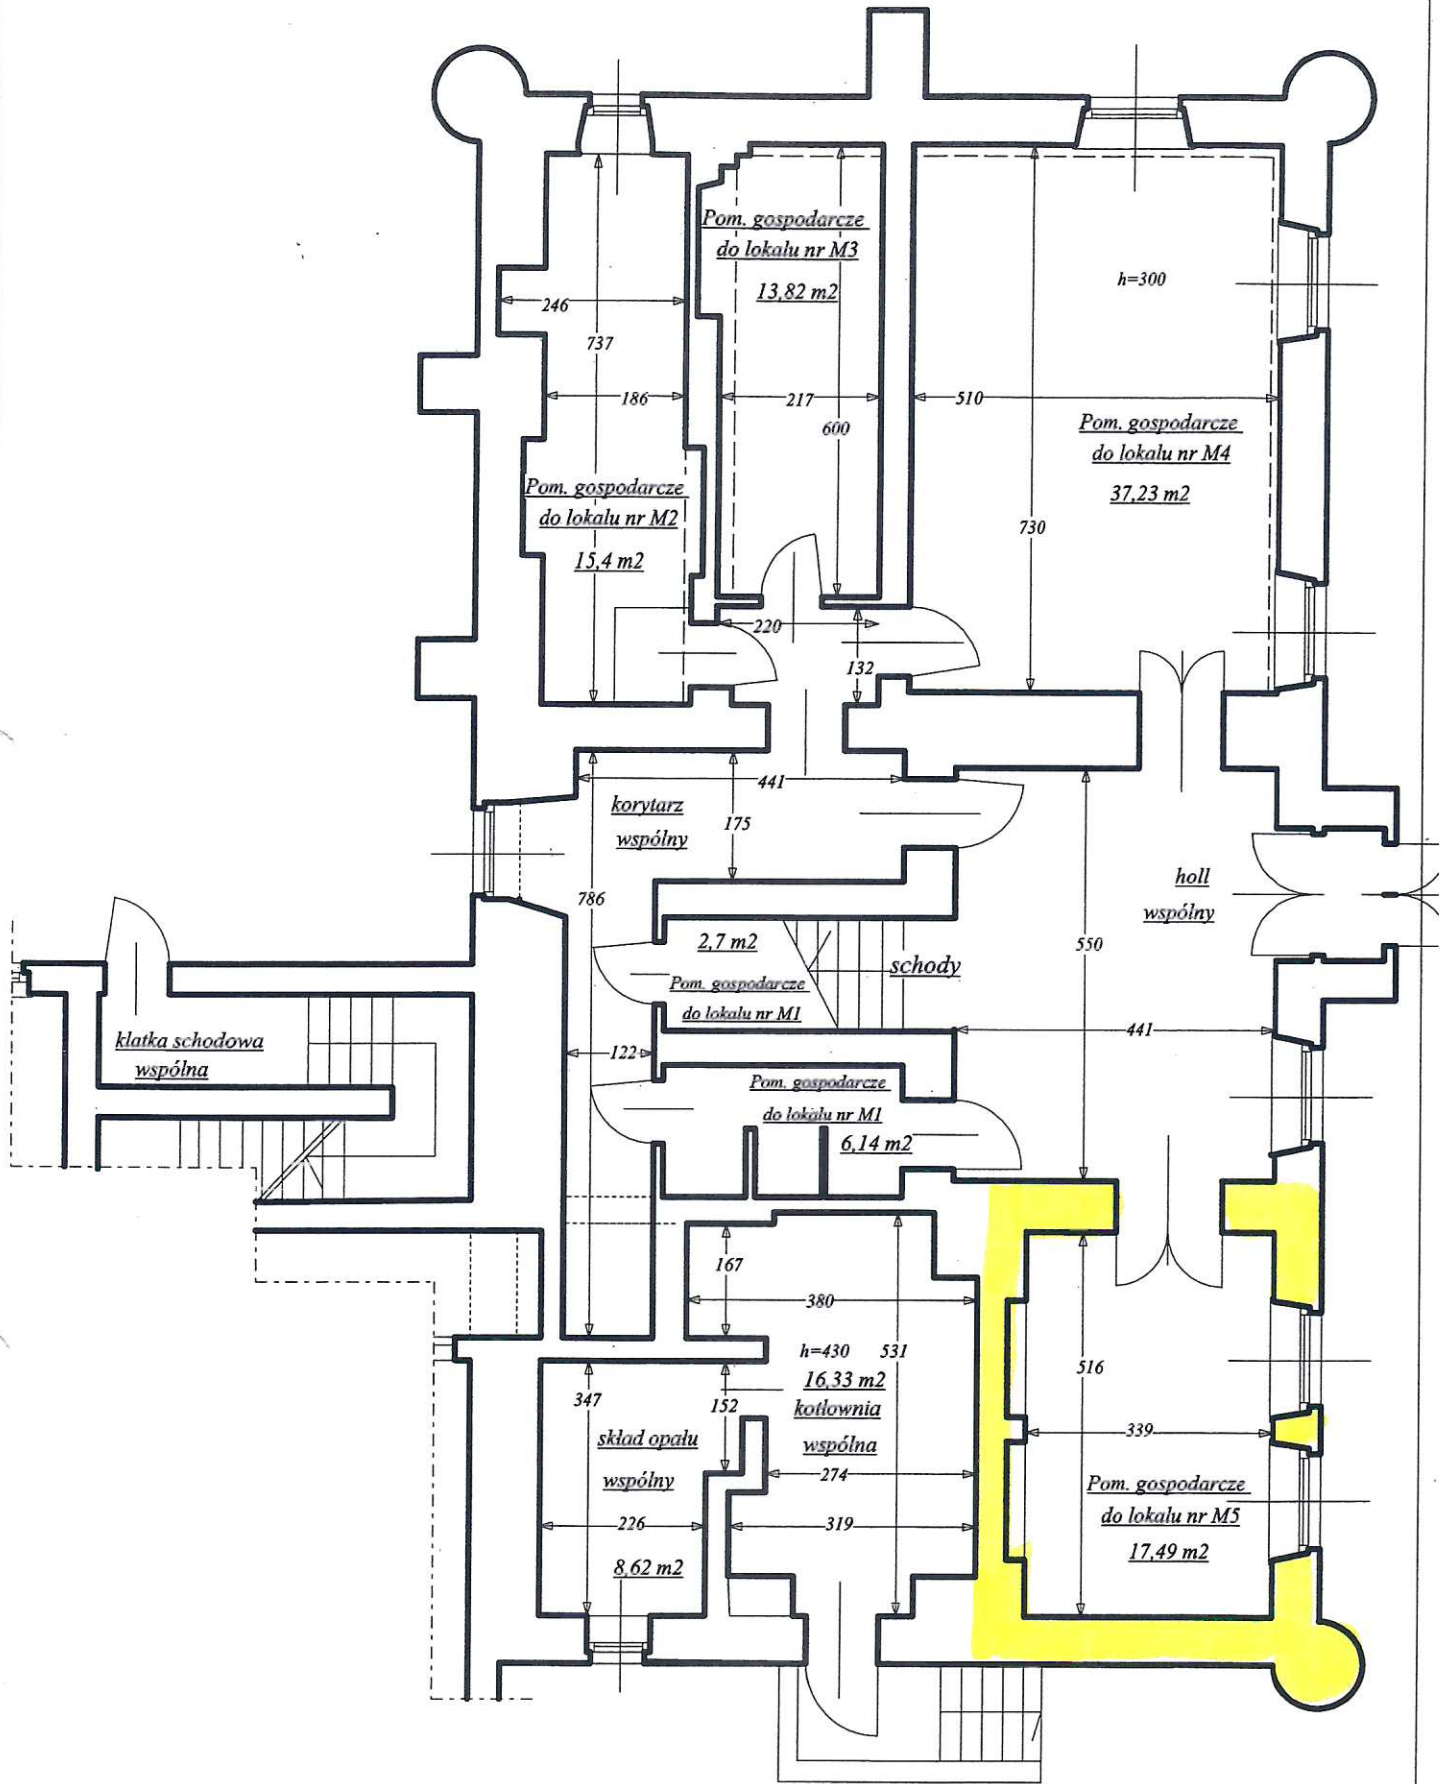 Pom. gospodarcze
do lokalu nr M3
13,82 m2
h=300
246
737
186
217
600
510
Pom. gospodarcze
do lokalu nr M4
37,23 m2
Pom. gospodarcze
do lokalu nr M2
15,4 m2
730
220
132
441
175
korytarz
wspólny
786
holl
wspólny
550
2,7 m2
schody
Pom. gospodarcze
do lokalu nr M1
klatka schodowa
wspólna
122
441
Pom. gospodarcze
do lokalu nr M1
6,14 m2
167
380
h=430
531
16,33 m2
kotłownia
wspólna
516
347
152
skład opału
wspólny
339
274
226
319
8,62 m2
Pom. gospodarcze
do lokalu nr M5
17,49 m2